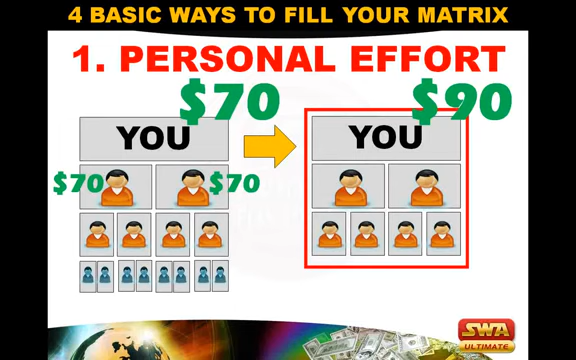 4 BASIC WAYS TO FILL YOUR MATRIX
1. PERSONAL EFFORT
$70
$90
YOU
YOU
$70
$70
SWA
ULTIMATE